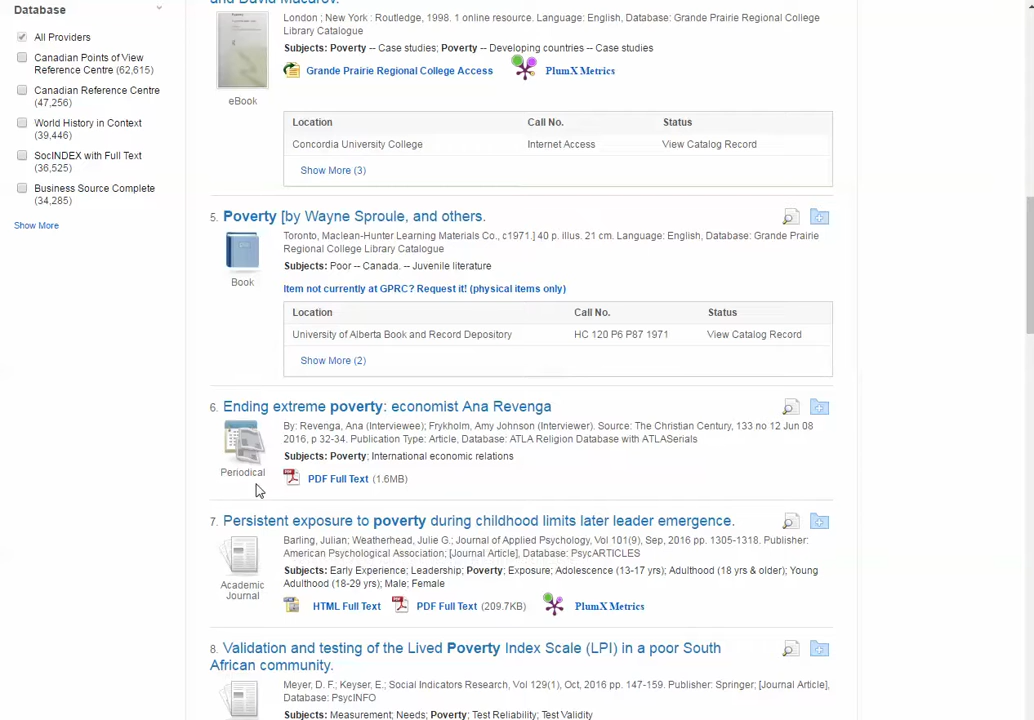 Database
All Providers
Canadian Points of View
Reference Centre (62,615)
Canadian Reference Centre
(47,256)
World History in Context
(39,446)
SocINDEX with Full Text
(36,525)
Business Source Complete
(34,285)
Show More
and David Macarov.
London ; New York : Routledge, 1998. 1 online resource. Language: English, Database: Grande Prairie Regional College
Library Catalogue
Subjects: Poverty -- Case studies; Poverty -- Developing countries -- Case studies
Grande Prairie Regional College Access PlumX Metrics
eBook
Location Call No. Status
Concordia University College Internet Access View Catalog Record
Show More (3)
5. Poverty [by Wayne Sproule, and others.
Toronto, Maclean-Hunter Learning Materials Co., c1971.] 40 p. illus. 21 cm. Language: English, Database: Grande Prairie
Regional College Library Catalogue
Subjects: Poor -- Canada. -- Juvenile literature
Book
Item not currently at GPRC? Request it! (physical items only)
Location Call No. Status
University of Alberta Book and Record Depository HC 120 P6 P87 1971 View Catalog Record
Show More (2)
6. Ending extreme poverty: economist Ana Revenga
By: Revenga, Ana (Interviewee); Frykholm, Amy Johnson (Interviewer). Source: The Christian Century, 133 no 12 Jun 08
2016, p 32-34. Publication Type: Article, Database: ATLA Religion Database with ATLASerials
Subjects: Poverty; International economic relations
Periodical
PDF Full Text (1.6MB)
7. Persistent exposure to poverty during childhood limits later leader emergence.
Barling, Julian; Weatherhead, Julie G.; Journal of Applied Psychology, Vol 101(9), Sep, 2016 pp. 1305-1318. Publisher:
American Psychological Association; [Journal Article], Database: PsycARTICLES
Subjects: Early Experience; Leadership; Poverty; Exposure; Adolescence (13-17 yrs); Adulthood (18 yrs & older); Young
Adulthood (18-29 yrs); Male; Female
Academic
Journal
HTML Full Text PDF Full Text (209.7KB) PlumX Metrics
8. Validation and testing of the Lived Poverty Index Scale (LPI) in a poor South
African community.
Meyer, D. F.; Keyser, E.; Social Indicators Research, Vol 129(1), Oct, 2016 pp. 147-159. Publisher: Springer; [Journal Article],
Database: PsycINFO
Subjects: Measurement; Needs; Poverty; Test Reliability; Test Validity